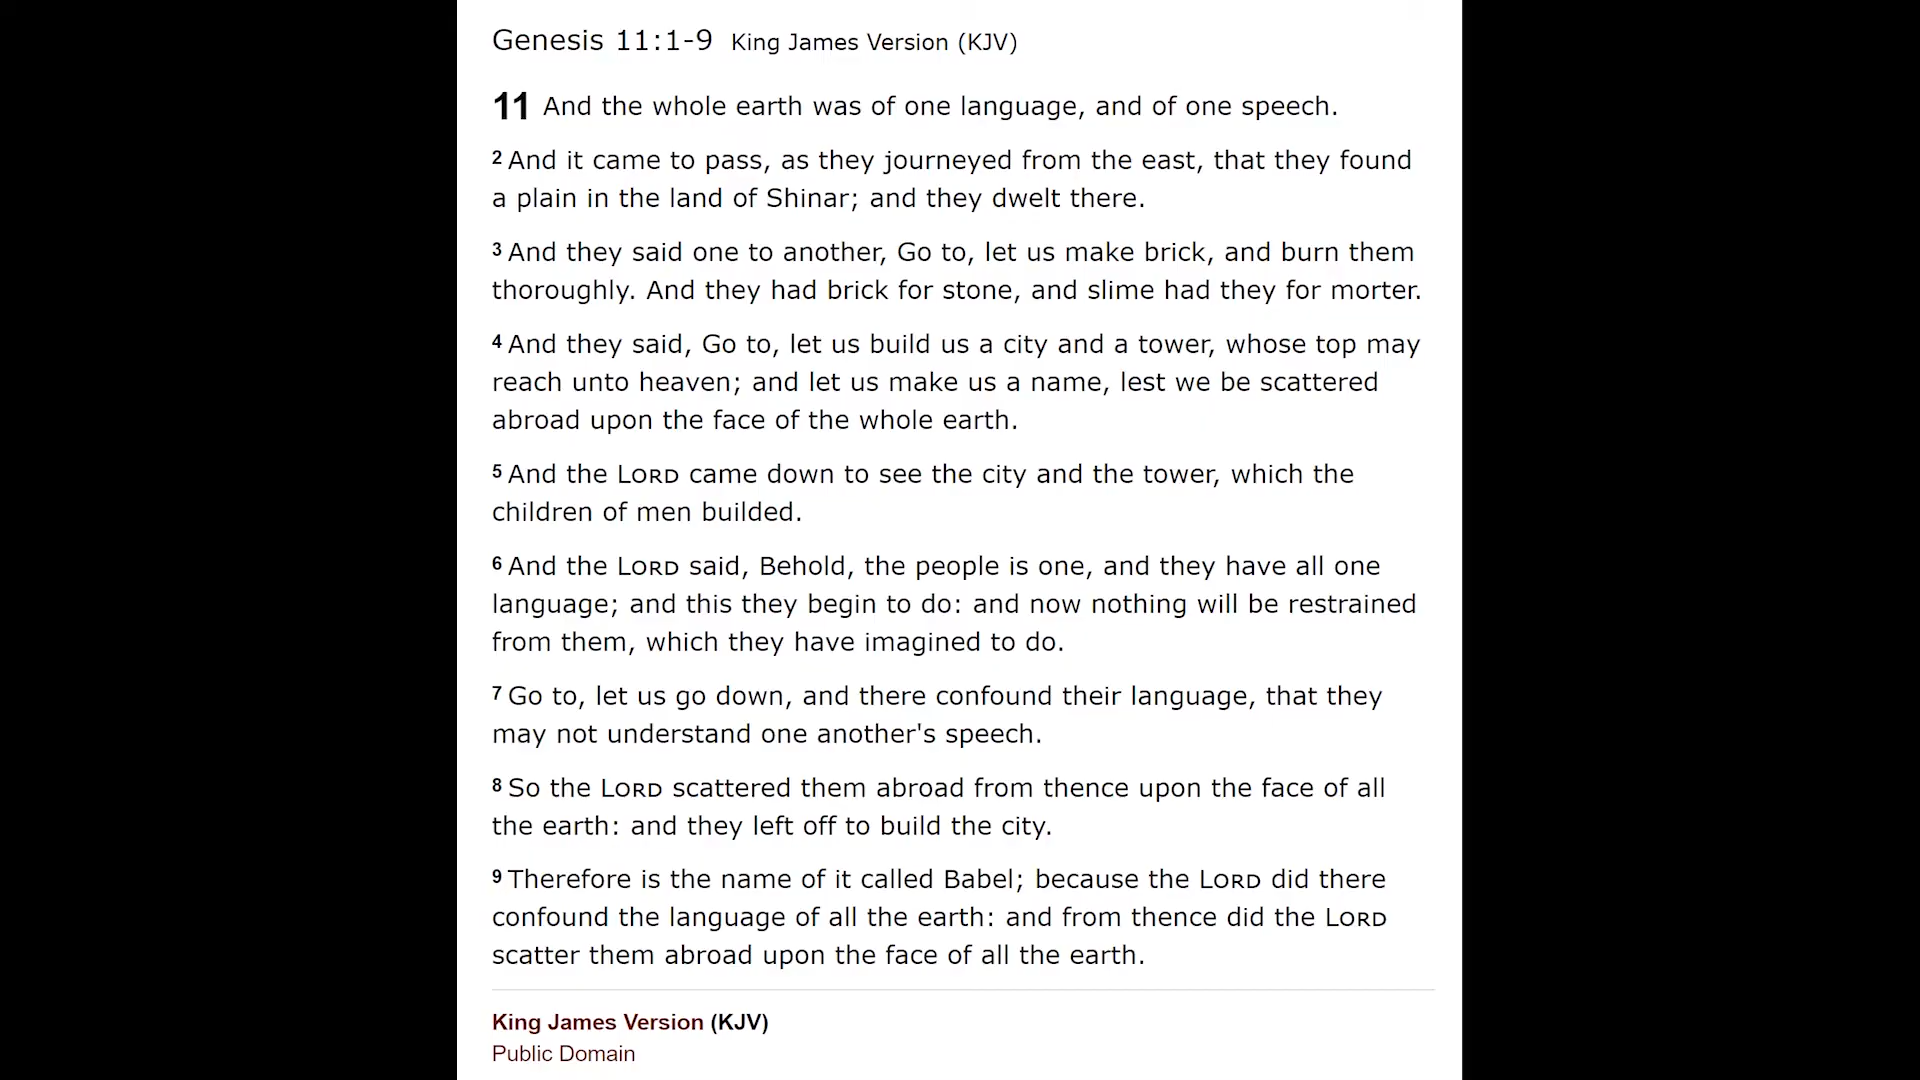 Genesis 11:1-9 King James Version (KJV)
11 And the whole earth was of one language, and of one speech.
2 And it came to pass, as they journeyed from the east, that they found
a plain in the land of Shinar; and they dwelt there.
3 And they said one to another, Go to, let us make brick, and burn them
thoroughly. And they had brick for stone, and slime had they for morter.
4 And they said, Go to, let us build us a city and a tower, whose top may
reach unto heaven; and let us make us a name, lest we be scattered
abroad upon the face of the whole earth.
5 And the LORD came down to see the city and the tower, which the
children of men builded.
6 And the LORD said, Behold, the people is one, and they have all one
language; and this they begin to do: and now nothing will be restrained
from them, which they have imagined to do.
7 Go to, let us go down, and there confound their language, that they
may not understand one another's speech.
8 So the LORD scattered them abroad from thence upon the face of all
the earth: and they left off to build the city.
9 Therefore is the name of it called Babel; because the LORD did there
confound the language of all the earth: and from thence did the LORD
scatter them abroad upon the face of all the earth.
King James Version (KJV)
Public Domain